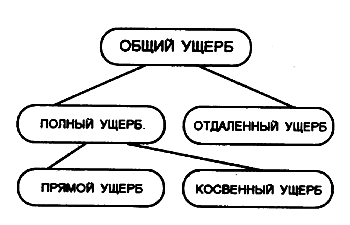 ОБЩИЙ УЩЕРБ
ПОЛНЫЙ УЩЕРБ.
ОТДАЛЕННЫЙ УЩЕРБ
ПРЯМОЙ УЩЕРБ
КОСВЕННЫЙ УЩЕРБ